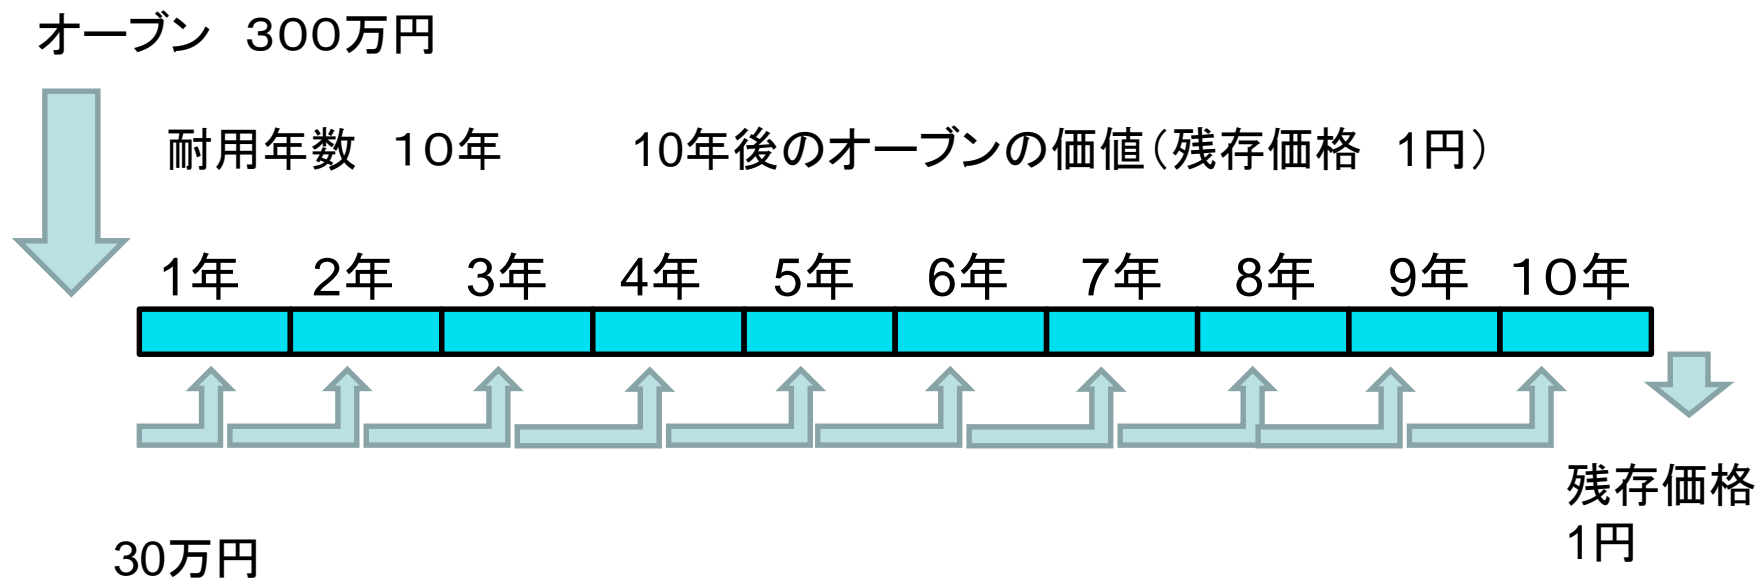 オーブン　３００万円
耐用年数　１０年　　　10年後のオーブンの価値（残存価格　1円）
1年　2年　3年　4年　5年　6年　7年　8年　9年　１０年
残存価格
1円
30万円